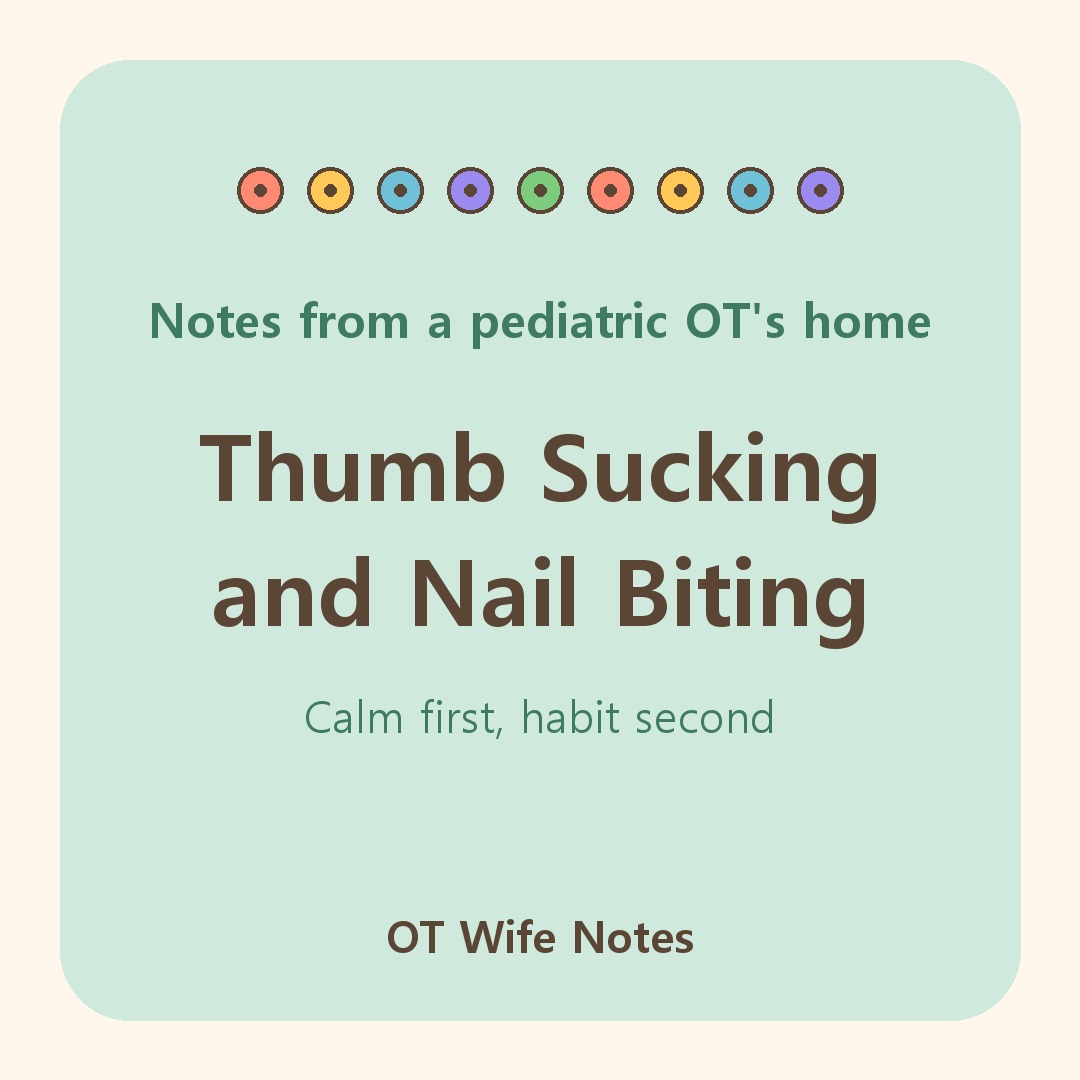 Notes from a pediatric OT's home
Thumb Sucking
and Nail Biting
Calm first, habit second
OT Wife Notes